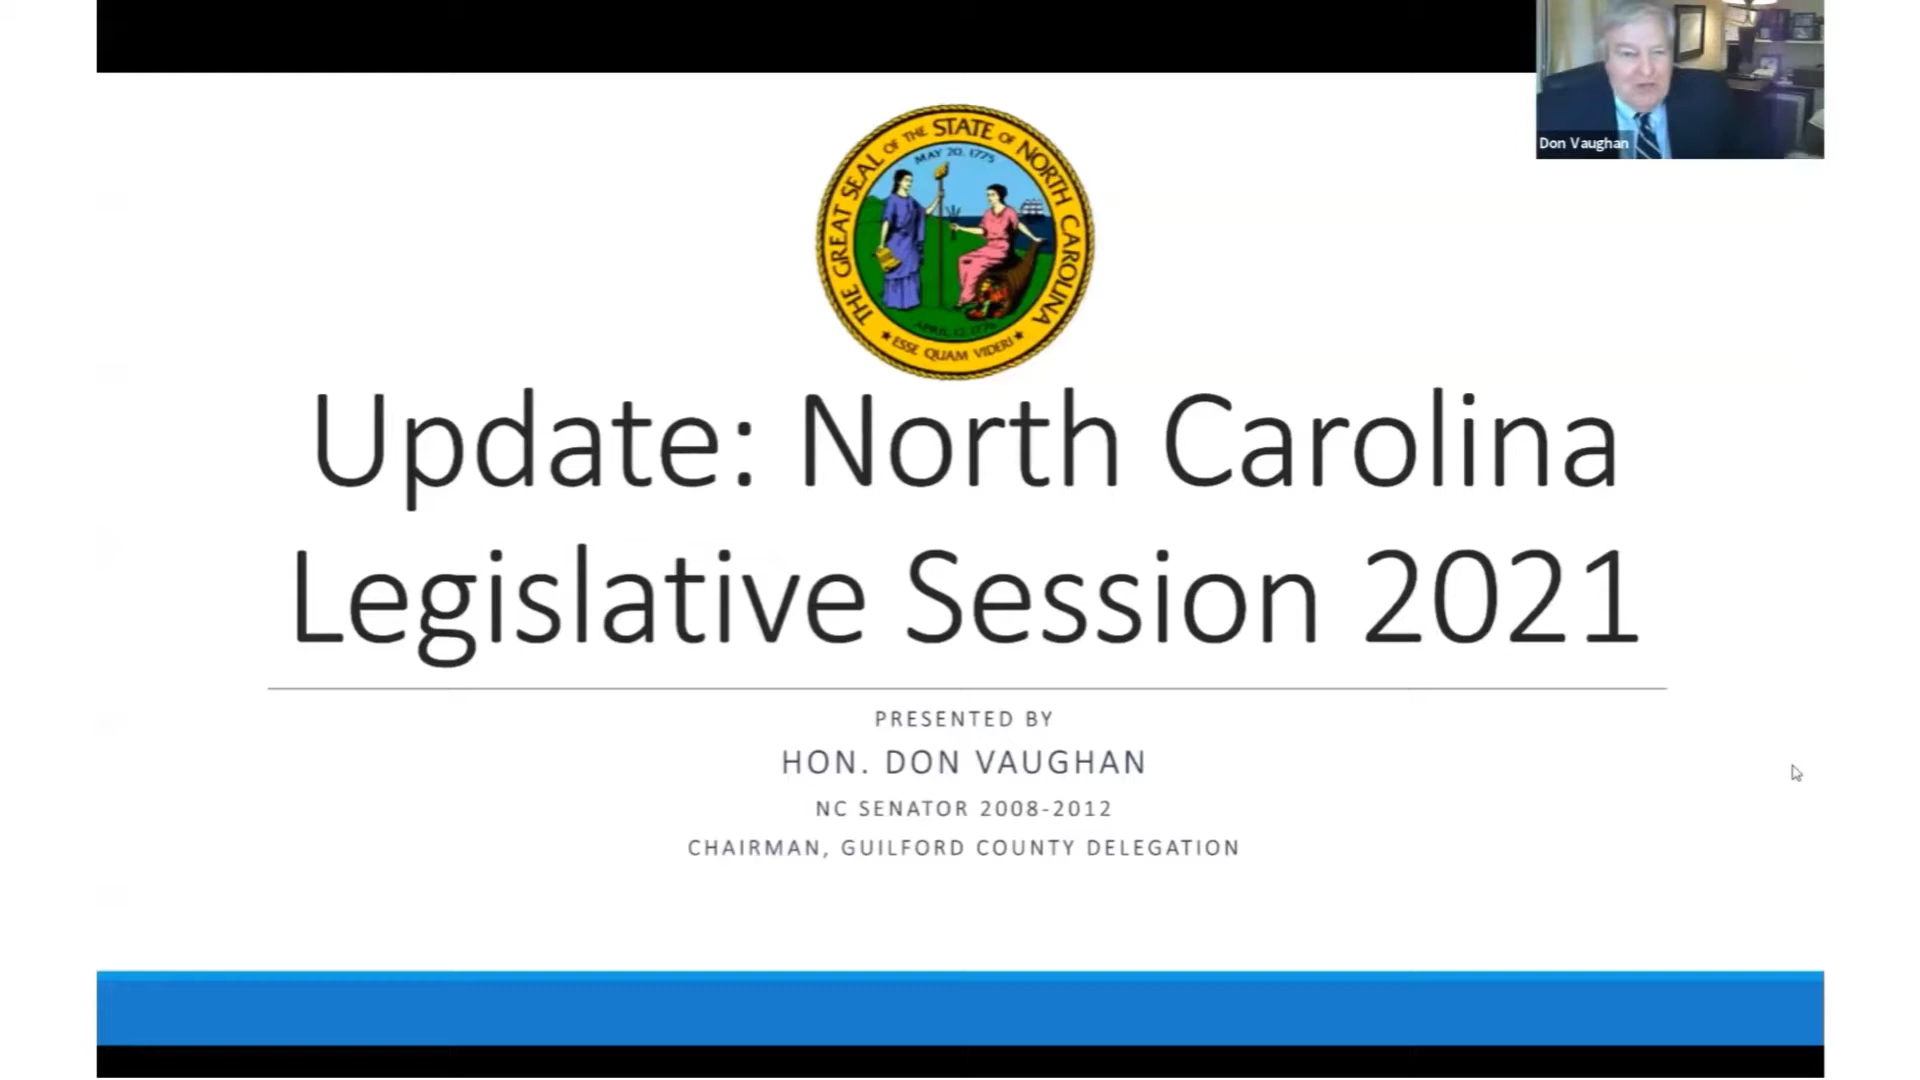 THE GREAT SEAL OF THE STATE OF NORTH CAROLINA
MAY 20, 1775
APRIL 12, 1776
★ ESSE QUAM VIDERI ★
Don Vaughan
Update: North Carolina
Legislative Session 2021
PRESENTED BY
HON. DON VAUGHAN
NC SENATOR 2008-2012
CHAIRMAN, GUILFORD COUNTY DELEGATION